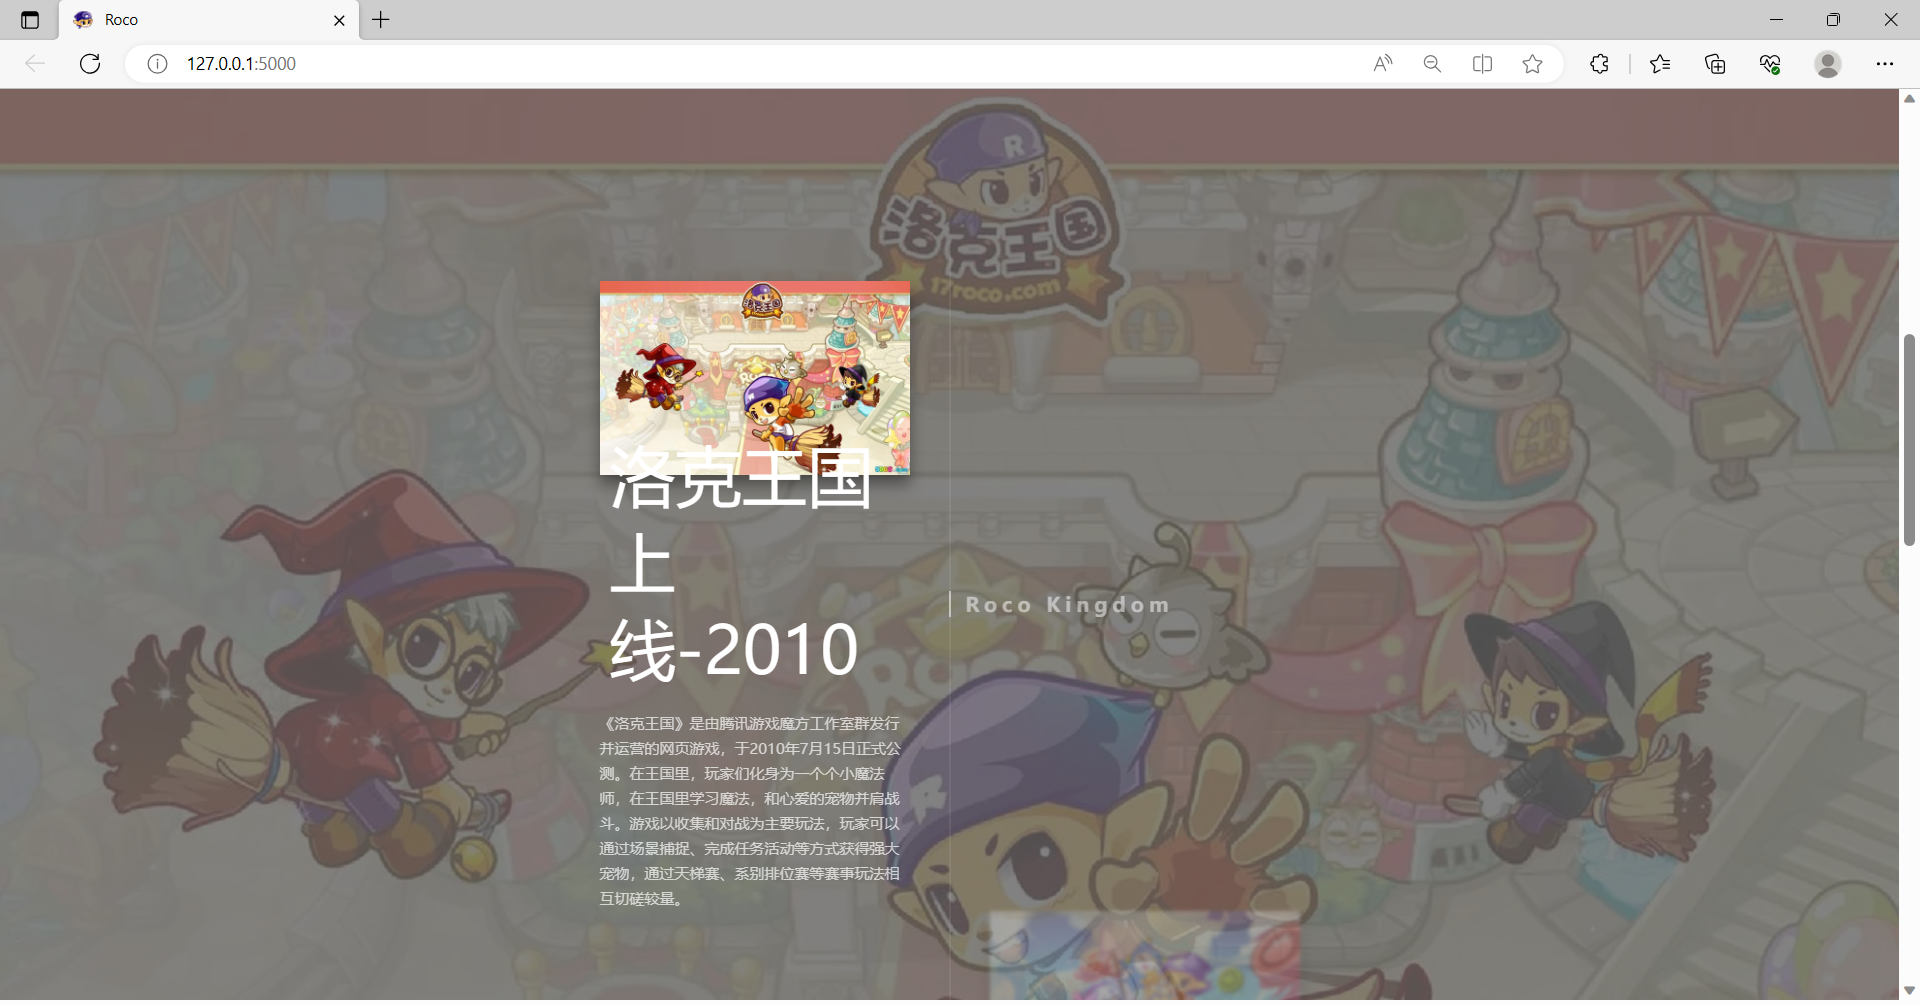 Roco
127.0.0.1:5000
R
洛克王国
17roco.com
洛克王国
上
线-2010
Roco Kingdom
《洛克王国》是由腾讯游戏魔方工作室群发行
并运营的网页游戏，于2010年7月15日正式公
测。在王国里，玩家们化身为一个个小魔法
师，在王国里学习魔法，和心爱的宠物并肩战
斗。游戏以收集和对战为主要玩法，玩家可以
通过场景捕捉、完成任务活动等方式获得强大
宠物，通过天梯赛、系别排位赛等赛事玩法相
互切磋较量。